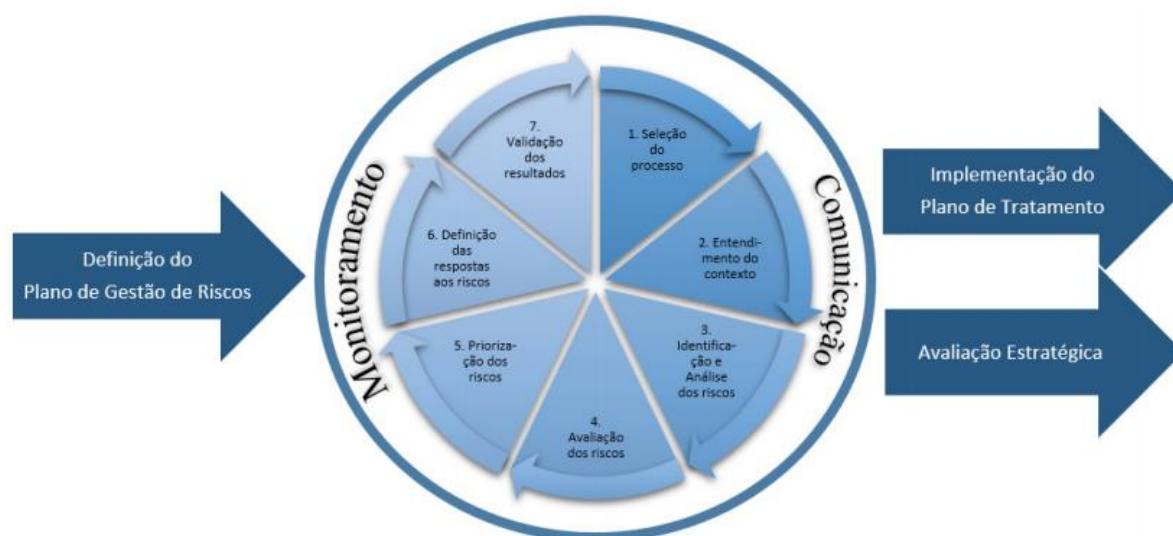 Definição do
Plano de Gestão de Riscos
Monitoramento
1. Seleção
do
processo
2. Entendi-
mento do
contexto
3.
Identifica-
ção e
Análise
dos riscos
4.
Avaliação
dos riscos
5. Prioriza-
ção dos
riscos
6. Definição
das
respostas
aos riscos
7.
Validação
dos
resultados
Comunicação
Implementação do
Plano de Tratamento
Avaliação Estratégica